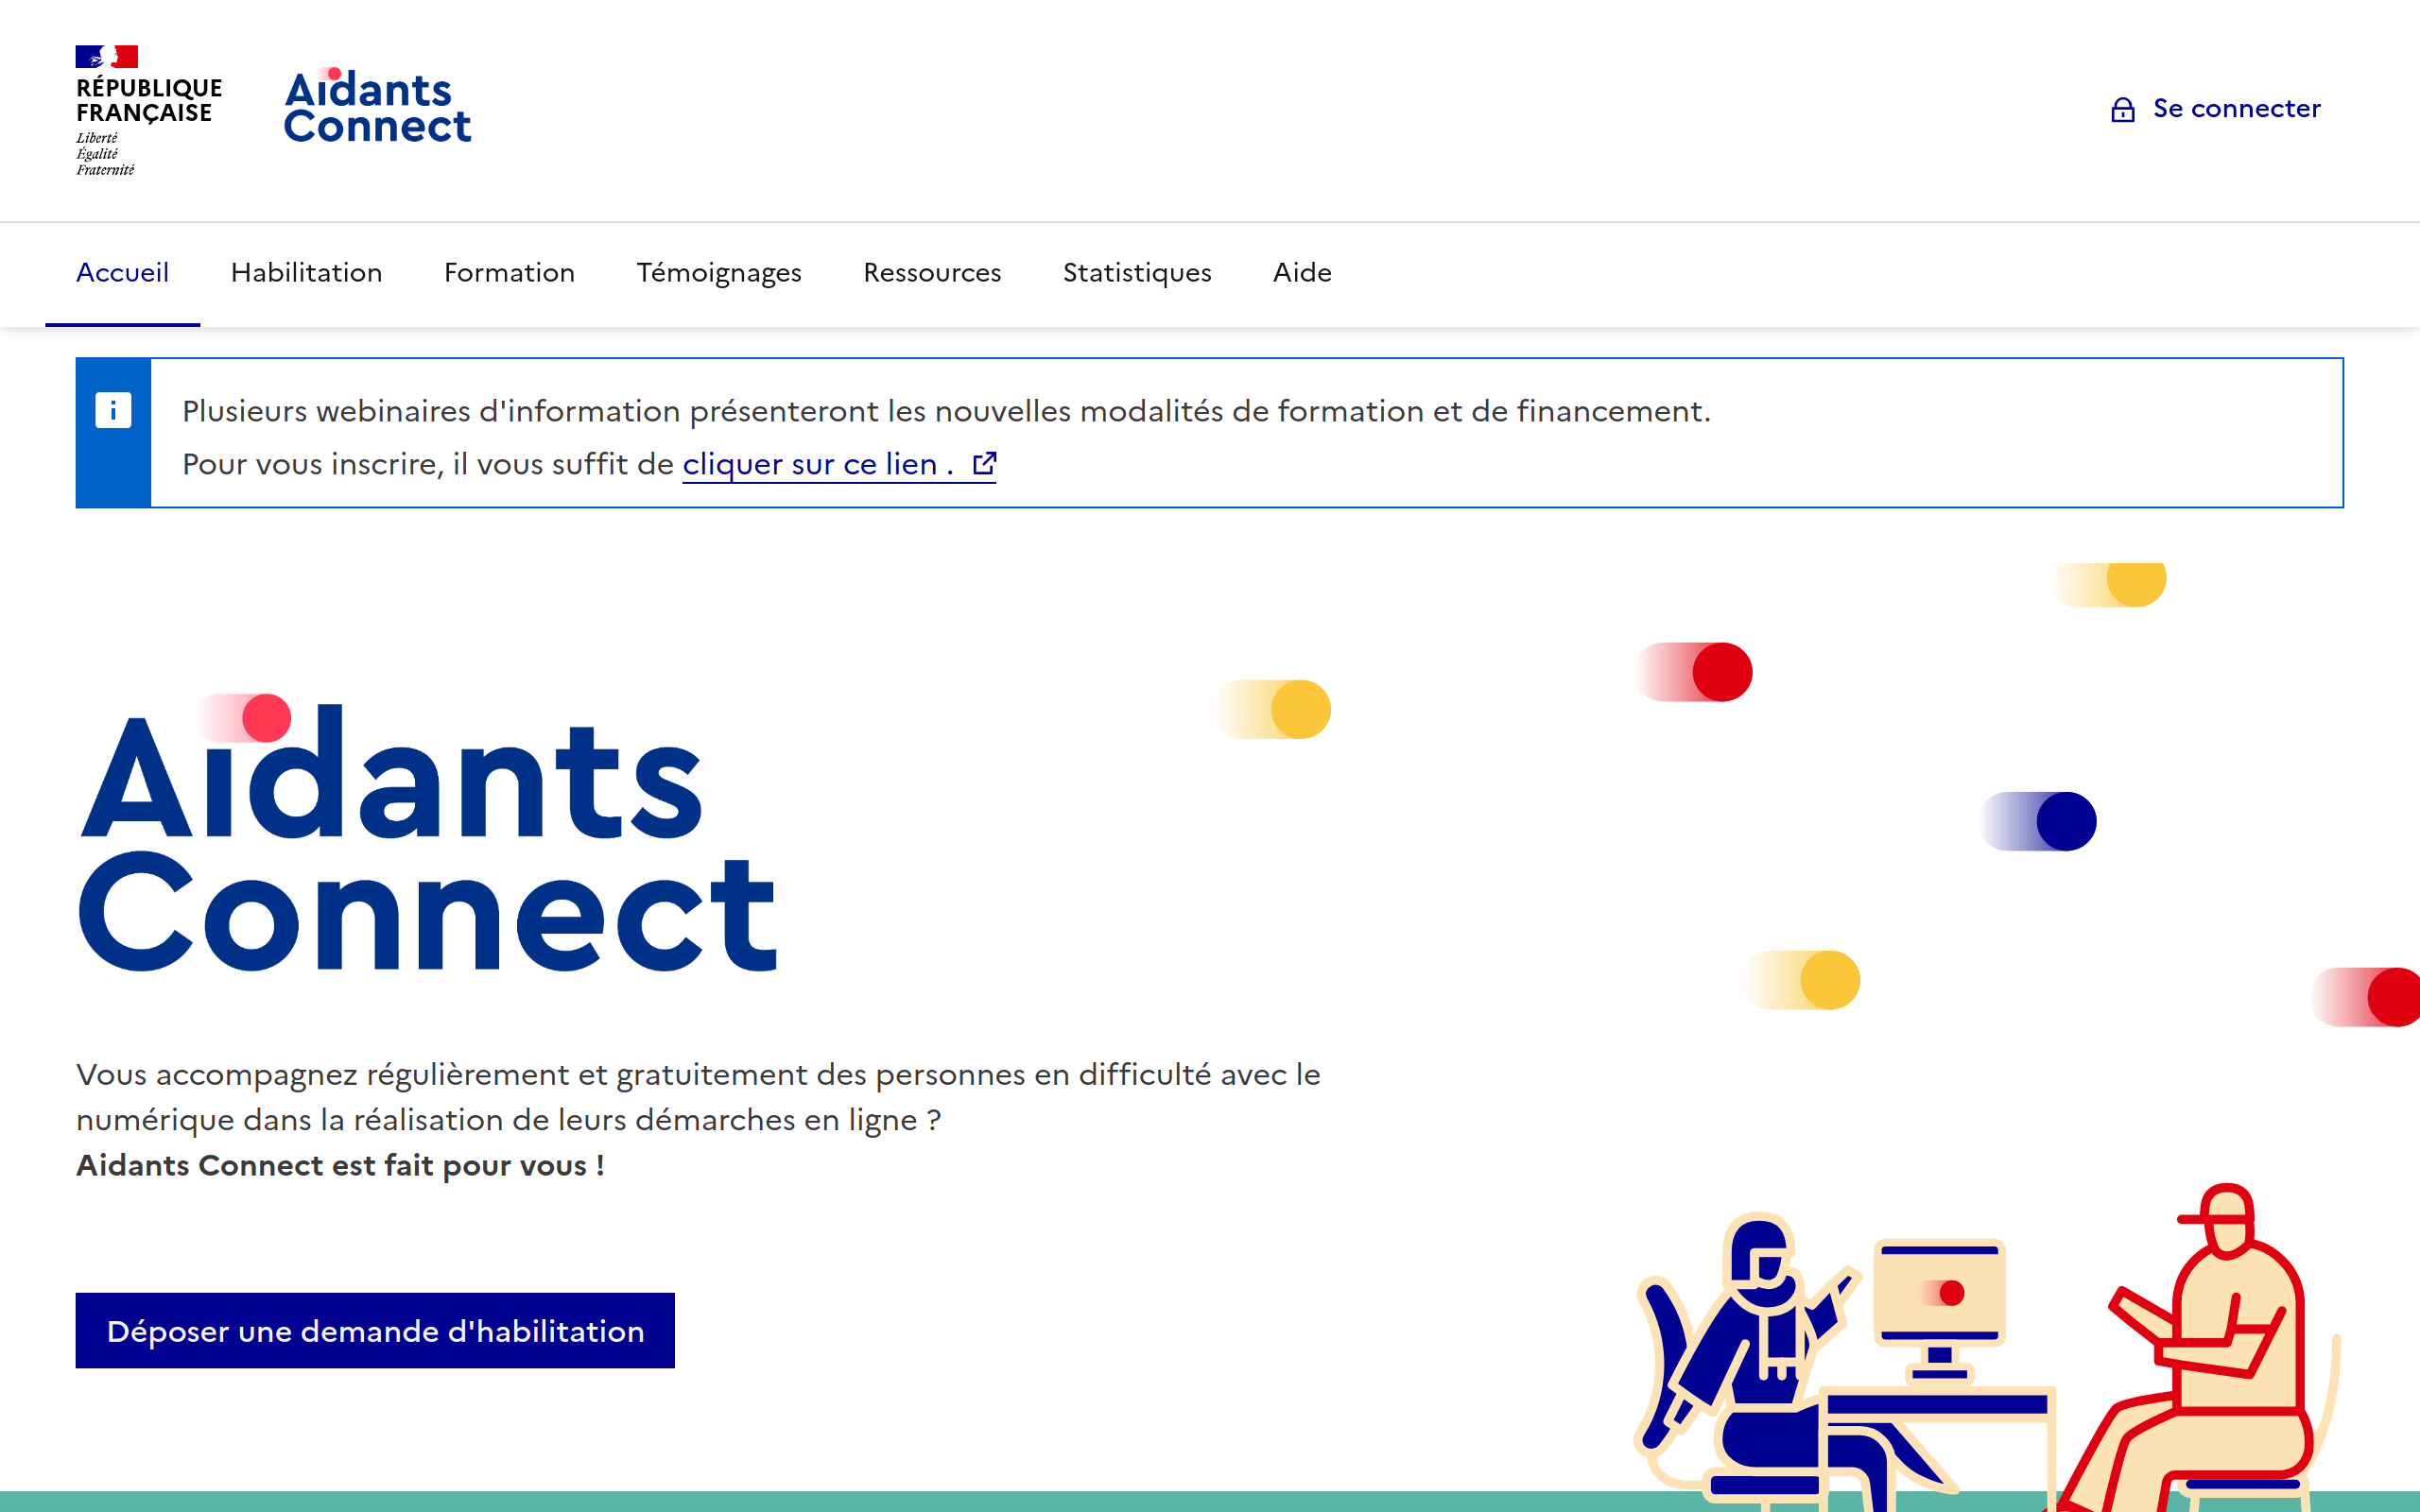 RÉPUBLIQUE
FRANÇAISE
Liberté
Égalité
Fraternité
Aidants
Connect
Se connecter
Accueil Habilitation Formation Témoignages Ressources Statistiques Aide
Plusieurs webinaires d'information présenteront les nouvelles modalités de formation et de financement.
Pour vous inscrire, il vous suffit de cliquer sur ce lien .
Aidants
Connect
Vous accompagnez régulièrement et gratuitement des personnes en difficulté avec le
numérique dans la réalisation de leurs démarches en ligne ?
Aidants Connect est fait pour vous !
Déposer une demande d'habilitation